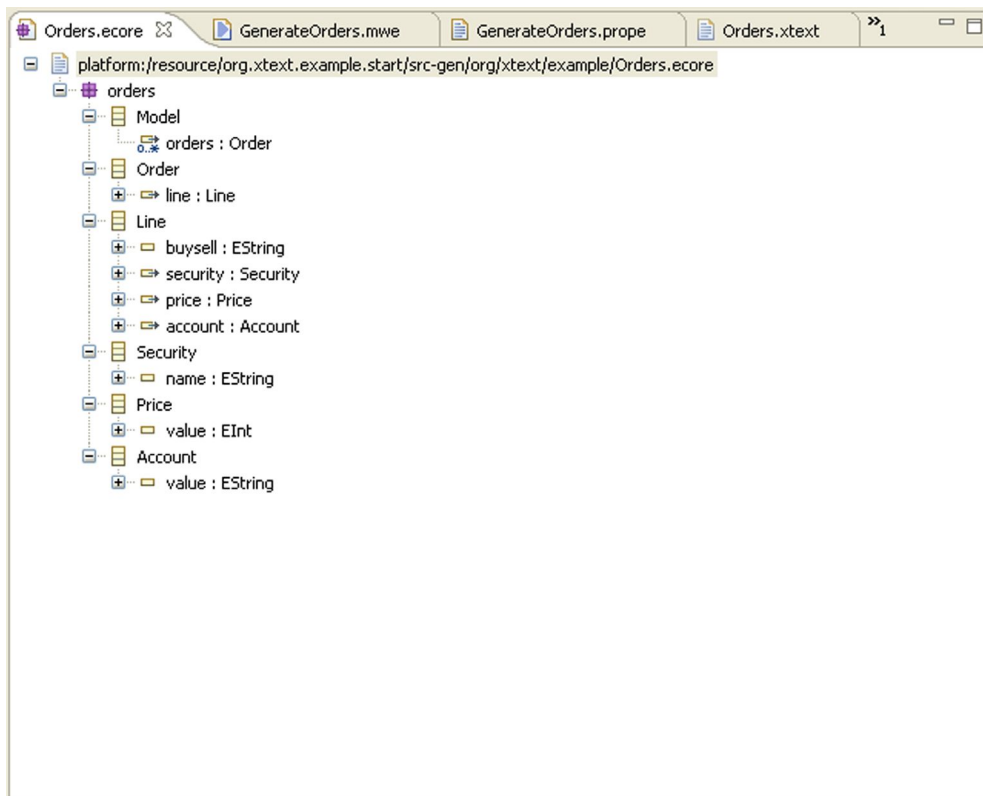 Orders.ecore GenerateOrders.mwe GenerateOrders.prope Orders.xtext »1
platform:/resource/org.xtext.example.start/src-gen/org/xtext/example/Orders.ecore
orders
Model
0..* orders : Order
Order
line : Line
Line
buysell : EString
security : Security
price : Price
account : Account
Security
name : EString
Price
value : EInt
Account
value : EString